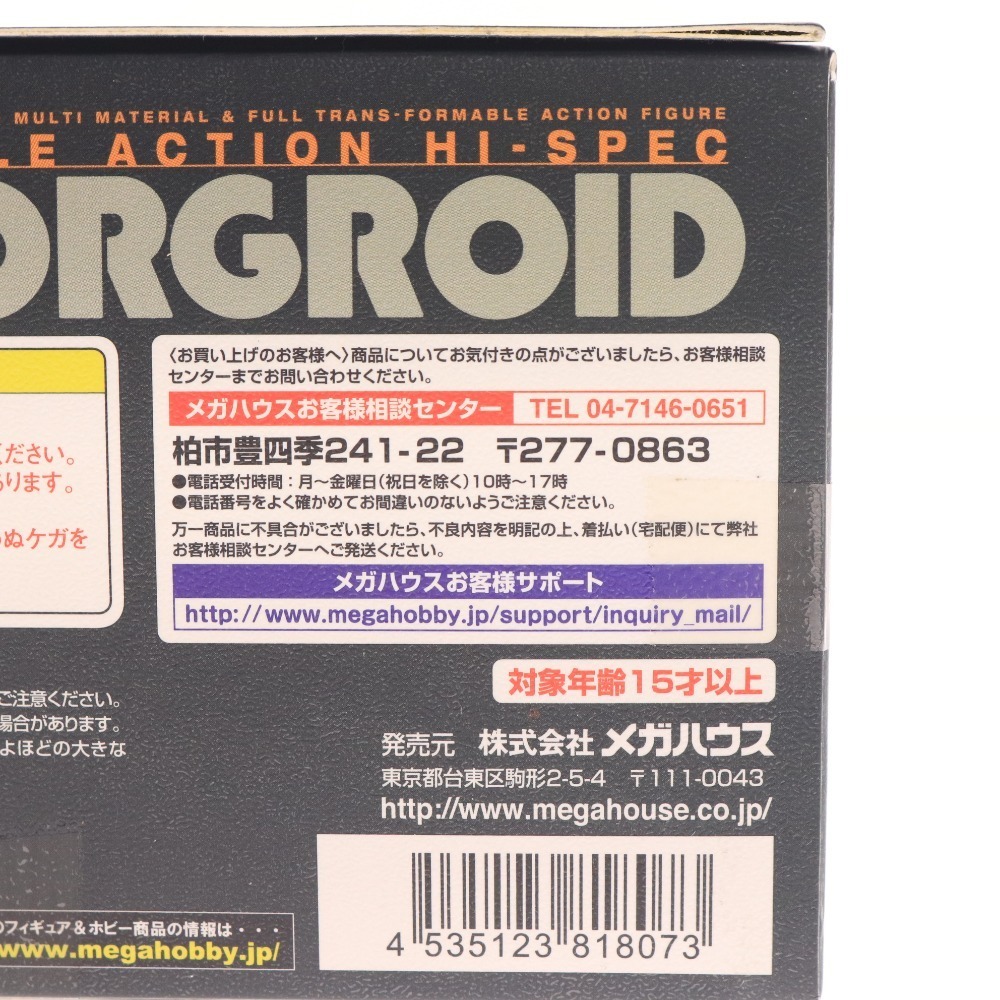 MULTI MATERIAL & FULL TRANS-FORMABLE ACTION FIGURE
LE ACTION HI-SPEC
ORGROID
〈お買い上げのお客様へ〉商品についてお気付きの点がございましたら、お客様相談
センターまでお問い合わせください。
メガハウスお客様相談センター TEL 04-7146-0651
柏市豊四季241-22 〒277-0863
●電話受付時間：月〜金曜日(祝日を除く)10時〜17時
●電話番号をよく確かめてお間違いのないようご注意ください。
万一商品に不具合がございましたら、不良内容を明記の上、着払い(宅配便)にて弊社
お客様相談センターへご発送ください。
メガハウスお客様サポート
http://www.megahobby.jp/support/inquiry_mail/
ください。
あります。
ぬケガを
対象年齢15才以上
ご注意ください。
場合があります。
よほどの大きな
発売元 株式会社 メガハウス
東京都台東区駒形2-5-4 〒111-0043
http://www.megahouse.co.jp/
のフィギュア&ホビー商品の情報は・・・
www.megahobby.jp/
4 535123 818073